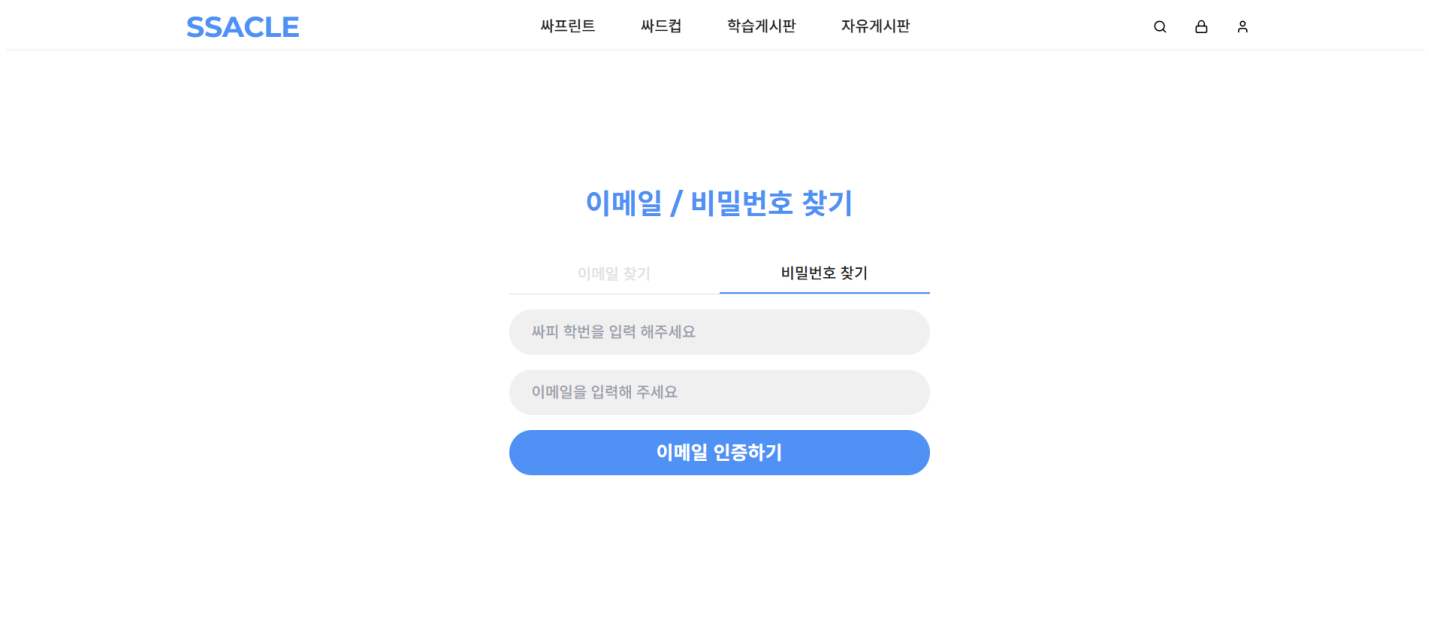 SSACLE 싸프린트 싸드컵 학습게시판 자유게시판
이메일 / 비밀번호 찾기
이메일 찾기 비밀번호 찾기
싸피 학번을 입력 해주세요
이메일을 입력해 주세요
이메일 인증하기